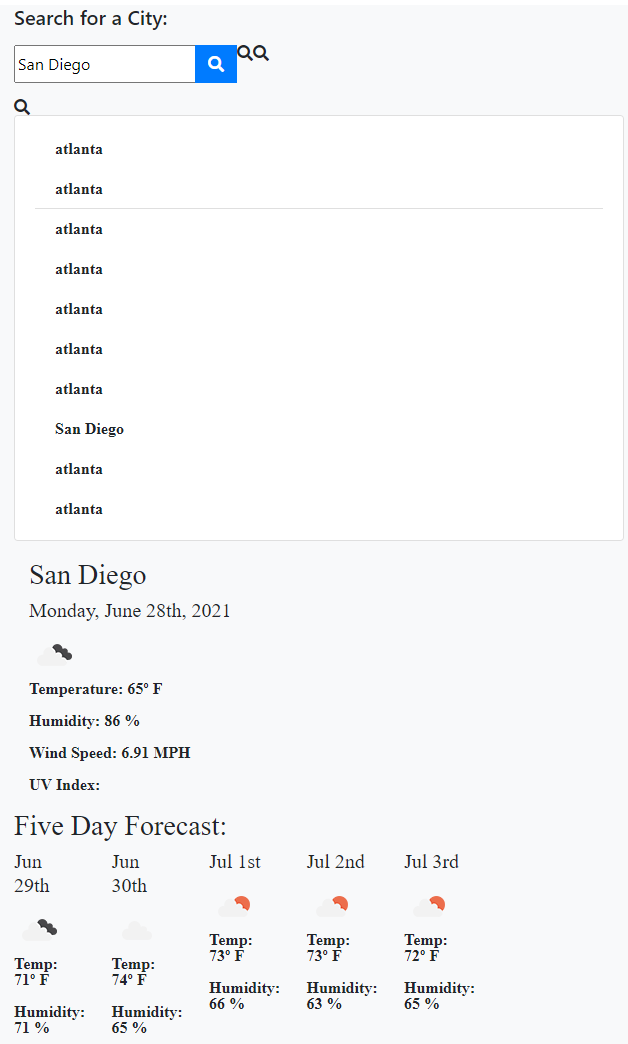 Search for a City:
San Diego
atlanta
atlanta
atlanta
atlanta
atlanta
atlanta
atlanta
San Diego
atlanta
atlanta
San Diego
Monday, June 28th, 2021
Temperature: 65° F
Humidity: 86 %
Wind Speed: 6.91 MPH
UV Index:
Five Day Forecast:
Jun
29th
Temp:
71° F
Humidity:
71 %
Jun
30th
Temp:
74° F
Humidity:
65 %
Jul 1st
Temp:
73° F
Humidity:
66 %
Jul 2nd
Temp:
73° F
Humidity:
63 %
Jul 3rd
Temp:
72° F
Humidity:
65 %